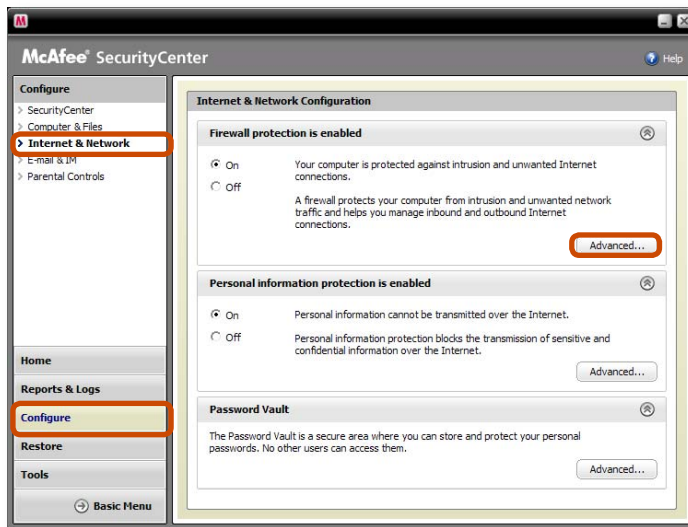 McAfee® SecurityCenter
Help
Configure
SecurityCenter
Computer & Files
Internet & Network
E-mail & IM
Parental Controls
Home
Reports & Logs
Configure
Restore
Tools
Basic Menu
Internet & Network Configuration
Firewall protection is enabled
On
Off
Your computer is protected against intrusion and unwanted Internet
connections.
A firewall protects your computer from intrusion and unwanted network
traffic and helps you manage inbound and outbound Internet
connections.
Advanced...
Personal information protection is enabled
On
Off
Personal information cannot be transmitted over the Internet.
Personal information protection blocks the transmission of sensitive and
confidential information over the Internet.
Advanced...
Password Vault
The Password Vault is a secure area where you can store and protect your personal
passwords. No other users can access them.
Advanced...